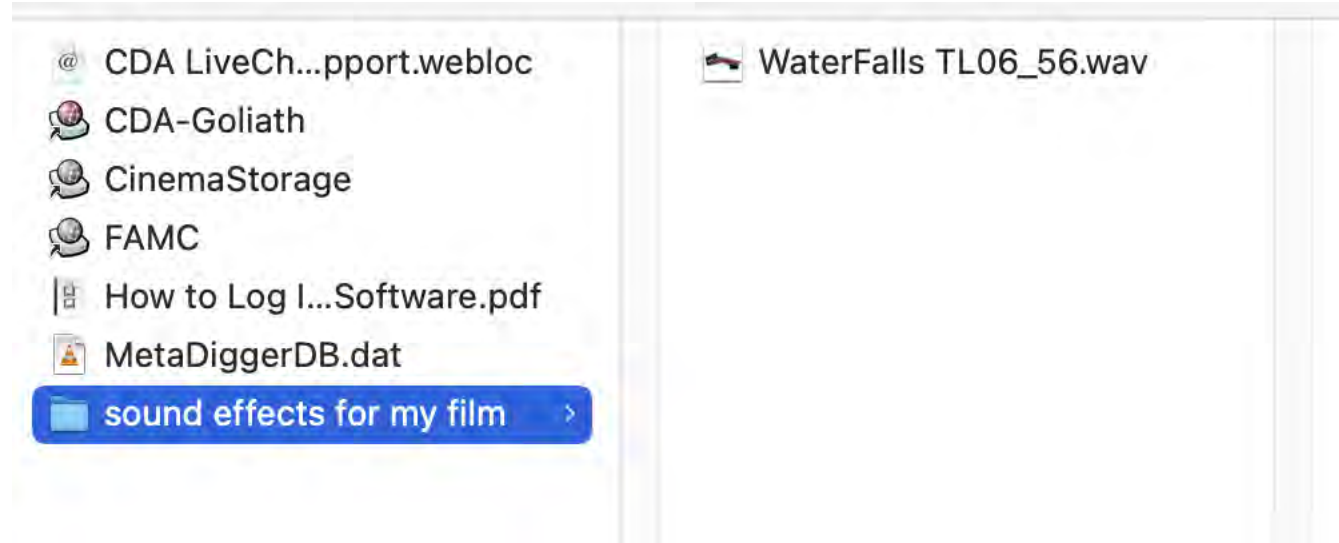 CDA LiveCh...pport.webloc
CDA-Goliath
CinemaStorage
FAMC
How to Log I...Software.pdf
MetaDiggerDB.dat
sound effects for my film
WaterFalls TL06_56.wav